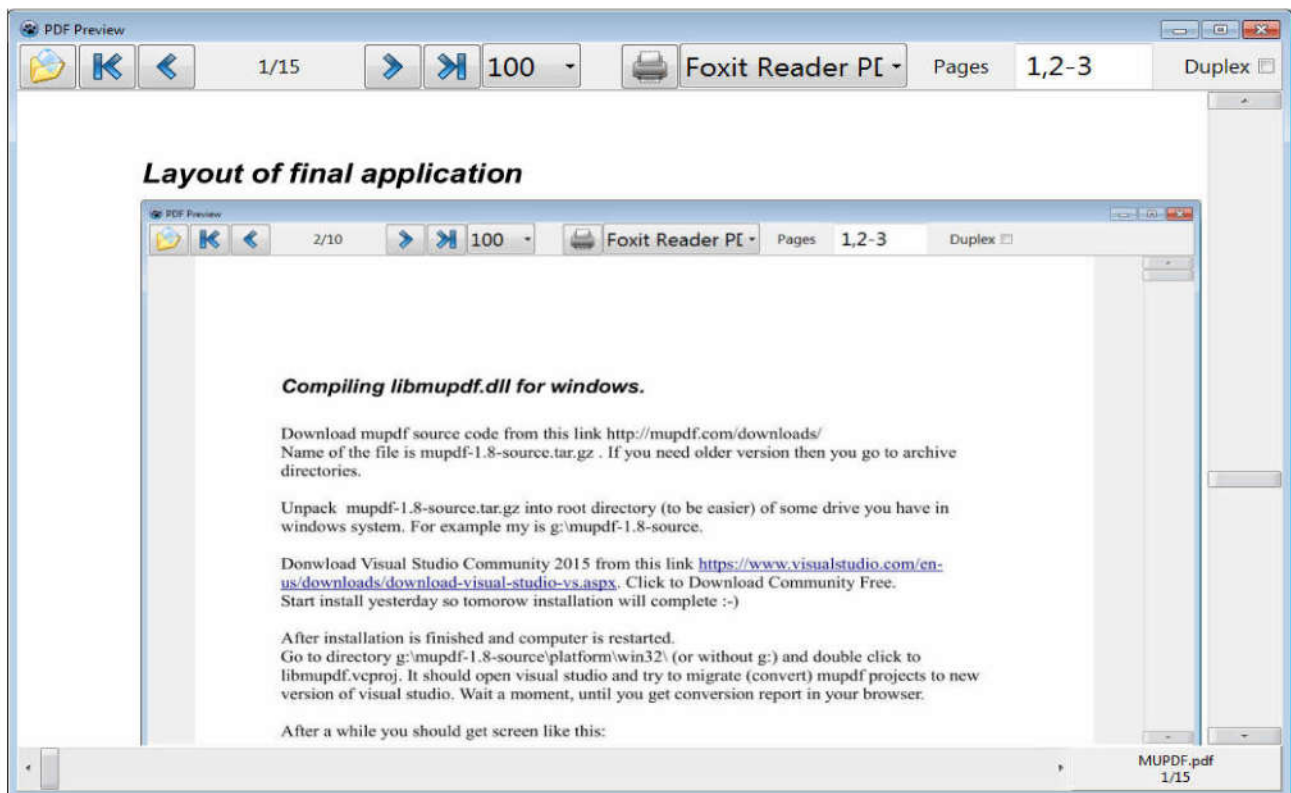 PDF Preview
1/15 100 Foxit Reader PD Pages 1,2-3 Duplex
Layout of final application
PDF Preview
2/10 100 Foxit Reader PD Pages 1,2-3 Duplex
Compiling libmupdf.dll for windows.
Download mupdf source code from this link http://mupdf.com/downloads/
Name of the file is mupdf-1.8-source.tar.gz . If you need older version then you go to archive
directories.
Unpack mupdf-1.8-source.tar.gz into root directory (to be easier) of some drive you have in
windows system. For example my is g:\mupdf-1.8-source.
Donwload Visual Studio Community 2015 from this link https://www.visualstudio.com/en-
us/downloads/download-visual-studio-vs.aspx. Click to Download Community Free.
Start install yesterday so tomorow installation will complete :-)
After installation is finished and computer is restarted.
Go to directory g:\mupdf-1.8-source\platform\win32\ (or without g:) and double click to
libmupdf.vcproj. It should open visual studio and try to migrate (convert) mupdf projects to new
version of visual studio. Wait a moment, until you get conversion report in your browser.
After a while you should get screen like this:
MUPDF.pdf
1/15